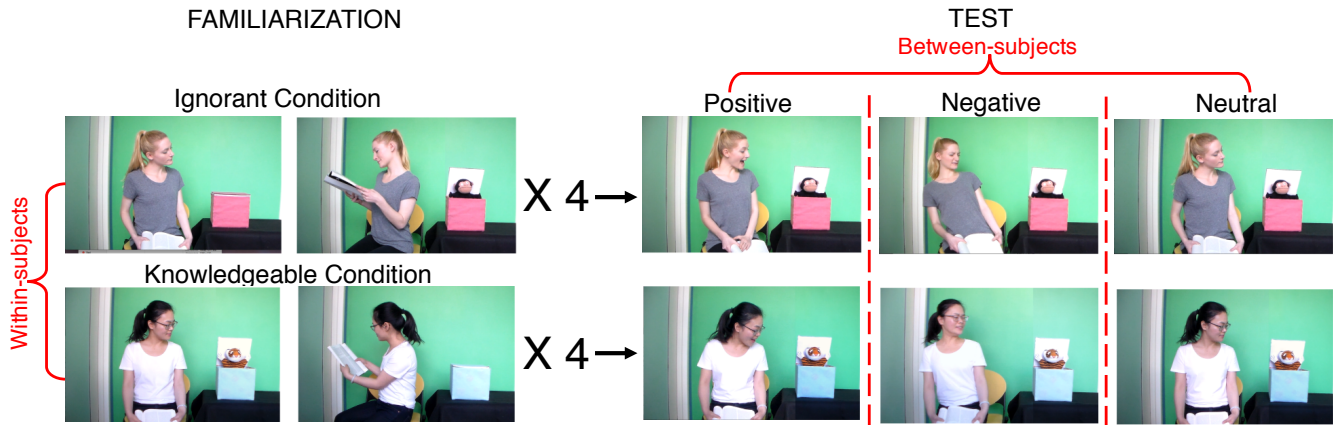 FAMILIARIZATION
TEST
Between-subjects
Ignorant Condition
Positive
Negative
Neutral
X 4
Within-subjects
Knowledgeable Condition
X 4